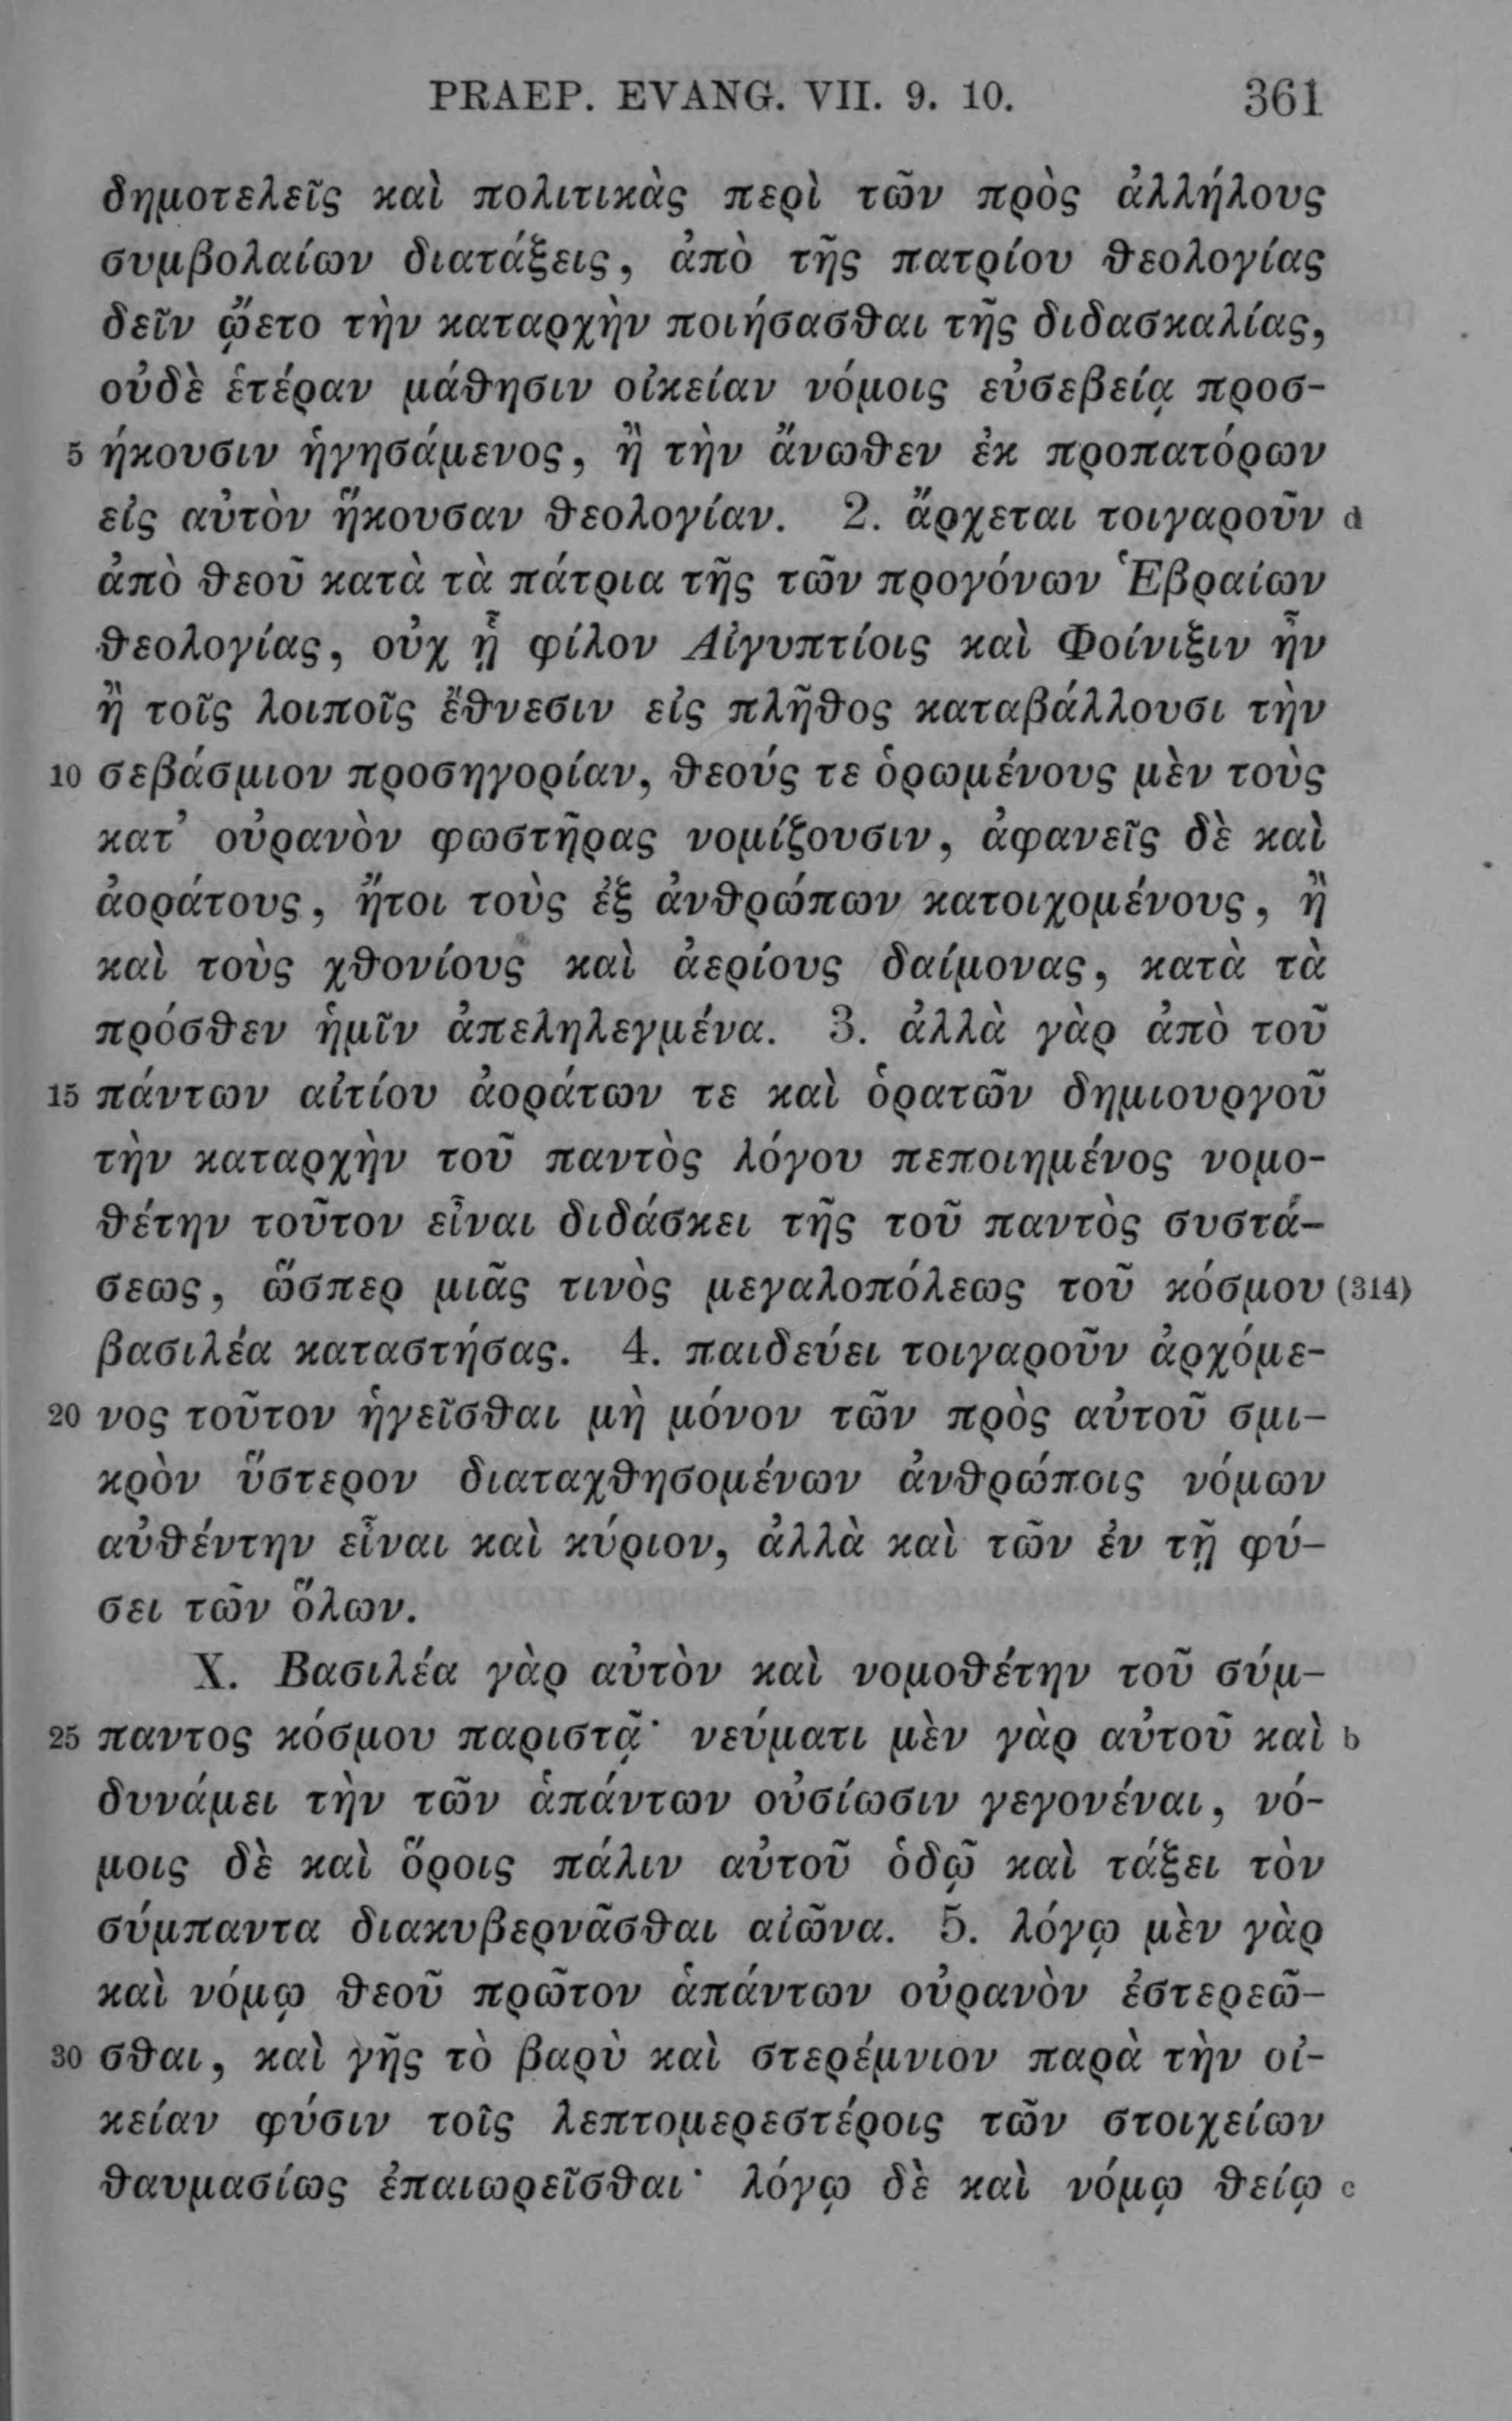 PRAEP. EVANG. VII. 9. 10. 361
δημοτελεῖς καὶ πολιτικὰς περὶ τῶν πρὸς ἀλλήλους
συμβολαίων διατάξεις, ἀπὸ τῆς πατρίου θεολογίας
δεῖν ᾤετο τὴν καταρχὴν ποιήσασθαι τῆς διδασκαλίας,
οὐδὲ ἑτέραν μάθησιν οἰκείαν νόμοις εὐσεβείᾳ προσ-
5 ήκουσιν ἡγησάμενος, ἢ τὴν ἄνωθεν ἐκ προπατόρων
εἰς αὐτὸν ἥκουσαν θεολογίαν. 2. ἄρχεται τοιγαροῦν d
ἀπὸ θεοῦ κατὰ τὰ πάτρια τῆς τῶν προγόνων Ἑβραίων
θεολογίας, οὐχ ᾗ φίλον Αἰγυπτίοις καὶ Φοίνιξιν ἦν
ἢ τοῖς λοιποῖς ἔθνεσιν εἰς πλῆθος καταβάλλουσι τὴν
10 σεβάσμιον προσηγορίαν, θεούς τε ὁρωμένους μὲν τοὺς
κατ’ οὐρανὸν φωστῆρας νομίζουσιν, ἀφανεῖς δὲ καὶ
ἀοράτους, ἤτοι τοὺς ἐξ ἀνθρώπων κατοιχομένους, ἢ
καὶ τοὺς χθονίους καὶ ἀερίους δαίμονας, κατὰ τὰ
πρόσθεν ἡμῖν ἀπεληλεγμένα. 3. ἀλλὰ γὰρ ἀπὸ τοῦ
15 πάντων αἰτίου ἀοράτων τε καὶ ὁρατῶν δημιουργοῦ
τὴν καταρχὴν τοῦ παντὸς λόγου πεποιημένος νομο-
θέτην τοῦτον εἶναι διδάσκει τῆς τοῦ παντὸς συστά-
σεως, ὥσπερ μιᾶς τινὸς μεγαλοπόλεως τοῦ κόσμου (314)
βασιλέα καταστήσας. 4. παιδεύει τοιγαροῦν ἀρχόμε-
20 νος τοῦτον ἡγεῖσθαι μὴ μόνον τῶν πρὸς αὐτοῦ σμι-
κρὸν ὕστερον διαταχθησομένων ἀνθρώποις νόμων
αὐθέντην εἶναι καὶ κύριον, ἀλλὰ καὶ τῶν ἐν τῇ φύ-
σει τῶν ὅλων.
X. Βασιλέα γὰρ αὐτὸν καὶ νομοθέτην τοῦ σύμ-
25 παντος κόσμου παριστᾷ· νεύματι μὲν γὰρ αὐτοῦ καὶ b
δυνάμει τὴν τῶν ἁπάντων οὐσίωσιν γεγονέναι, νό-
μοις δὲ καὶ ὅροις πάλιν αὐτοῦ ὁδῷ καὶ τάξει τὸν
σύμπαντα διακυβερνᾶσθαι αἰῶνα. 5. λόγῳ μὲν γὰρ
καὶ νόμῳ θεοῦ πρῶτον ἁπάντων οὐρανὸν ἐστερεῶ-
30 σθαι, καὶ γῆς τὸ βαρὺ καὶ στερέμνιον παρὰ τὴν οἰ-
κείαν φύσιν τοῖς λεπτομερεστέροις τῶν στοιχείων
θαυμασίως ἐπαιωρεῖσθαι· λόγῳ δὲ καὶ νόμῳ θείῳ c